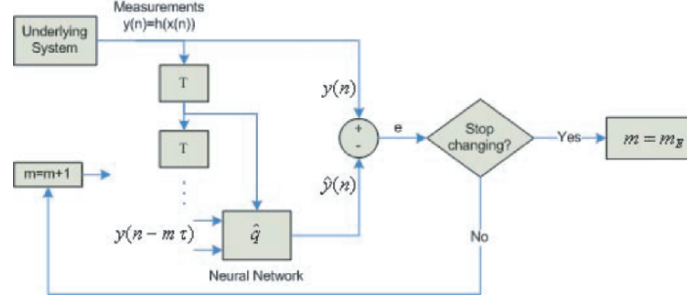 Measurements
y(n)=h(x(n))
Underlying
System
T
y(n)
T
+
-
e
Stop
changing?
Yes
m = m_E
m=m+1
ŷ(n)
y(n − m τ)
q̂
No
Neural Network